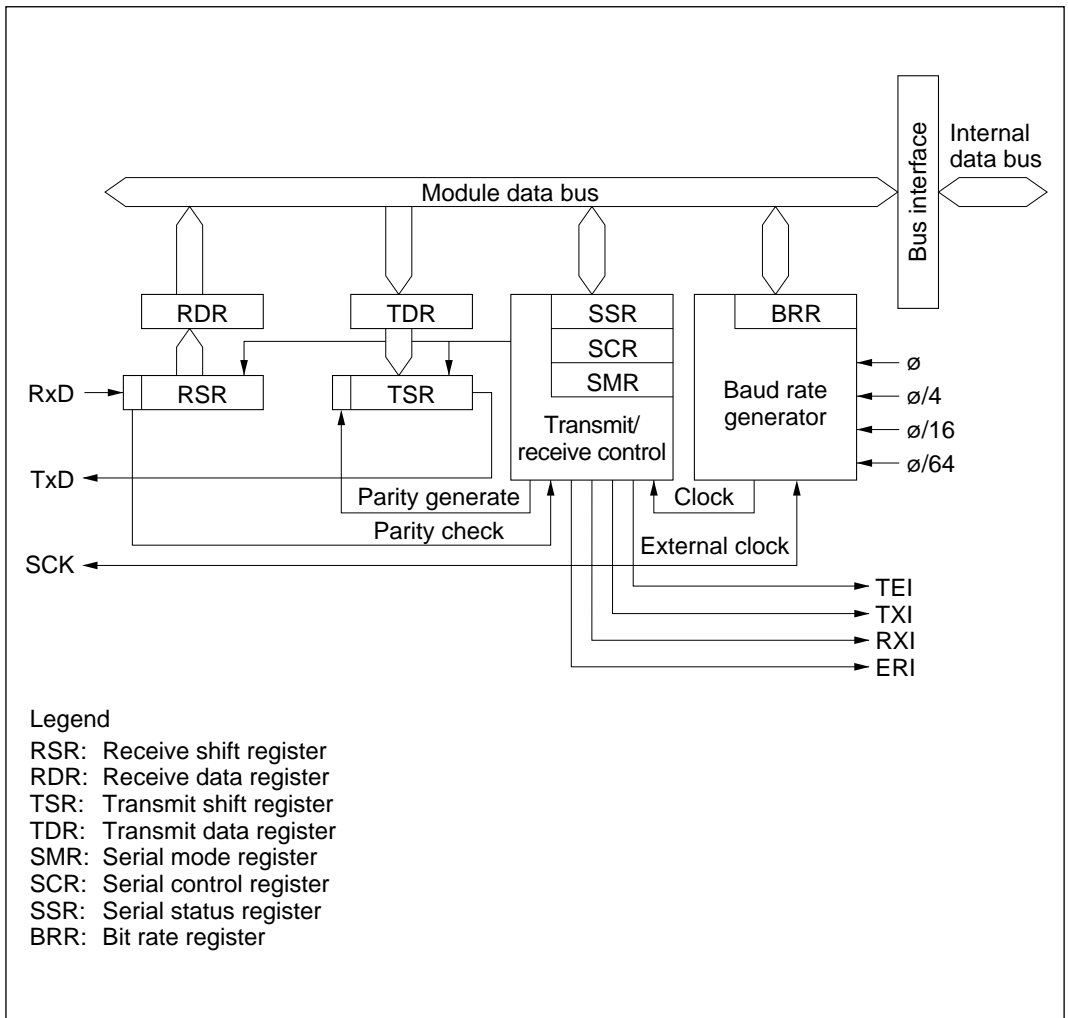 Internal
data bus
Bus interface
Module data bus
RDR
TDR
SSR
BRR
SCR
RxD
RSR
TSR
SMR
Baud rate
generator
ø
ø/4
ø/16
ø/64
Transmit/
receive control
TxD
Parity generate
Clock
Parity check
External clock
SCK
TEI
TXI
RXI
ERI
Legend
RSR: Receive shift register
RDR: Receive data register
TSR: Transmit shift register
TDR: Transmit data register
SMR: Serial mode register
SCR: Serial control register
SSR: Serial status register
BRR: Bit rate register